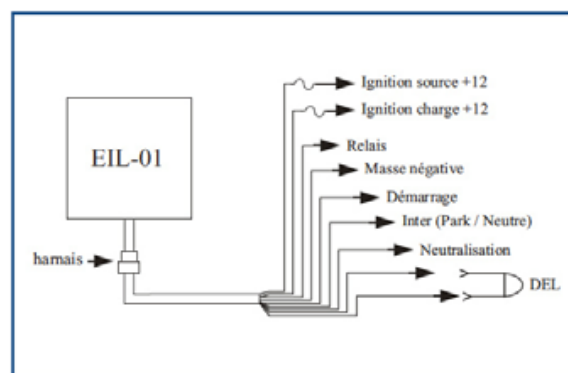 Ignition source +12
Ignition charge +12
EIL-01
Relais
Masse négative
Démarrage
Inter (Park / Neutre)
harnais
Neutralisation
DEL